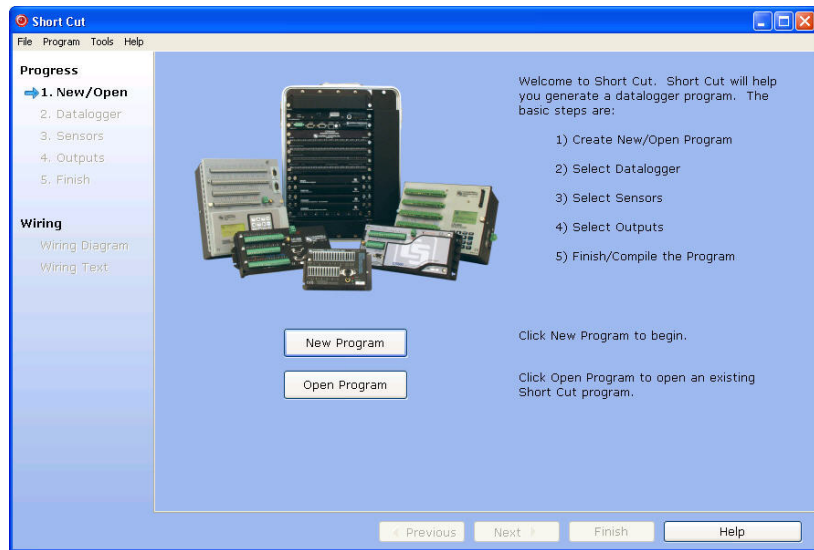 Short Cut
File Program Tools Help
Progress
1. New/Open
2. Datalogger
3. Sensors
4. Outputs
5. Finish
Wiring
Wiring Diagram
Wiring Text
Welcome to Short Cut. Short Cut will help
you generate a datalogger program. The
basic steps are:
1) Create New/Open Program
2) Select Datalogger
3) Select Sensors
4) Select Outputs
5) Finish/Compile the Program
New Program
Click New Program to begin.
Open Program
Click Open Program to open an existing
Short Cut program.
< Previous
Next >
Finish
Help